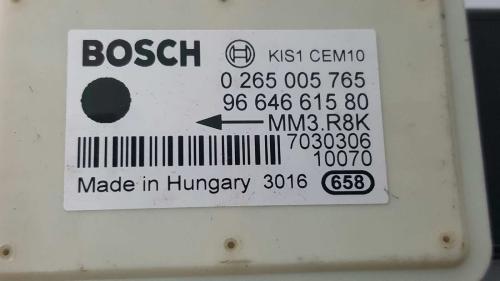 BOSCH KIS1 CEM10
0 265 005 765
96 646 615 80
MM3.R8K
7030306
10070
Made in Hungary 3016 658